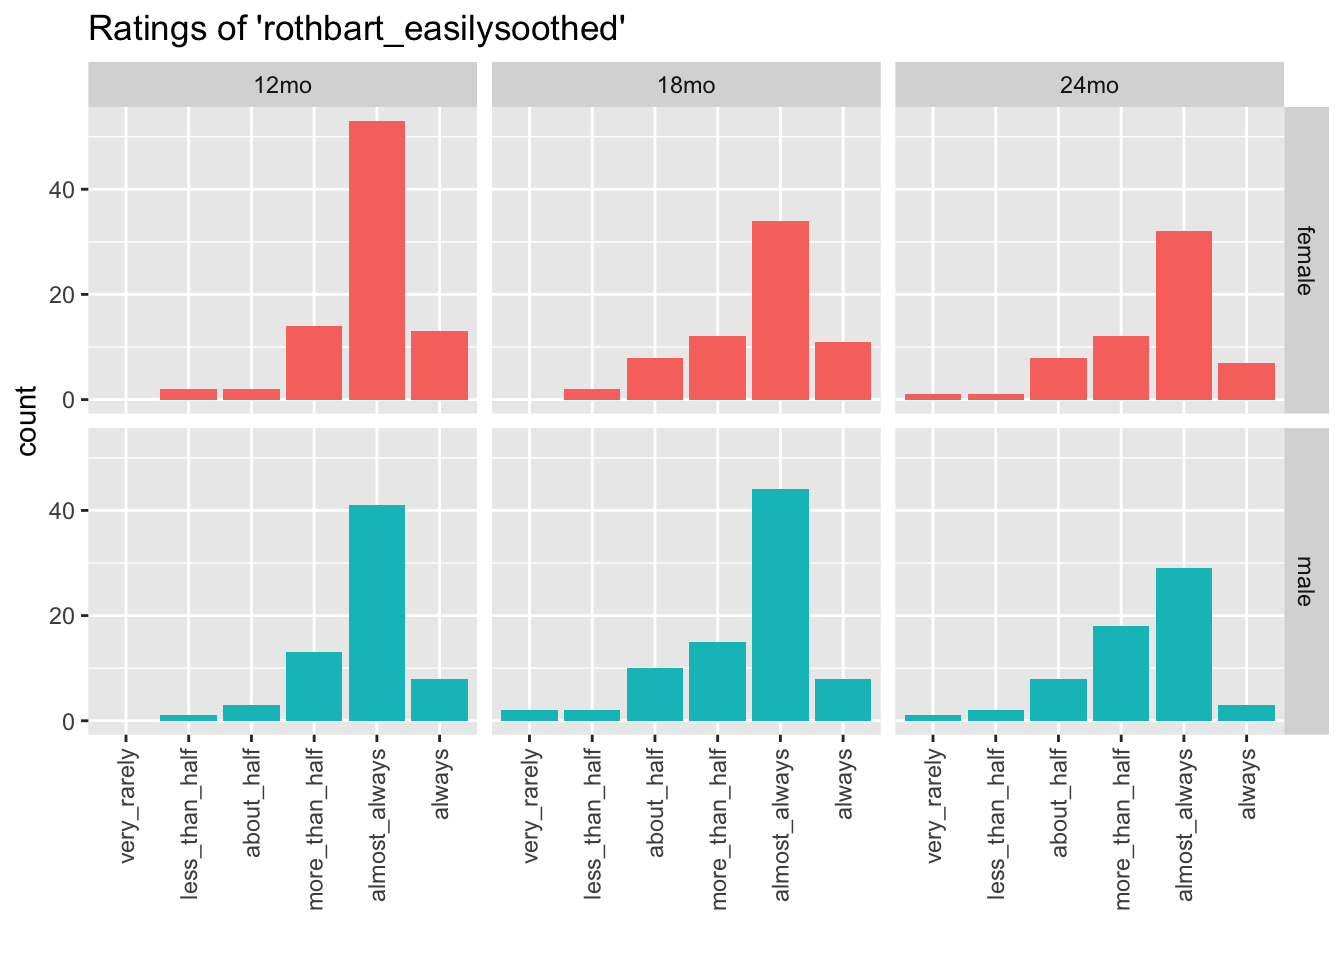 Ratings of 'rothbart_easilysoothed'
12mo
18mo
24mo
count
40
20
0
female
40
20
0
male
very_rarely
less_than_half
about_half
more_than_half
almost_always
always
very_rarely
less_than_half
about_half
more_than_half
almost_always
always
very_rarely
less_than_half
about_half
more_than_half
almost_always
always